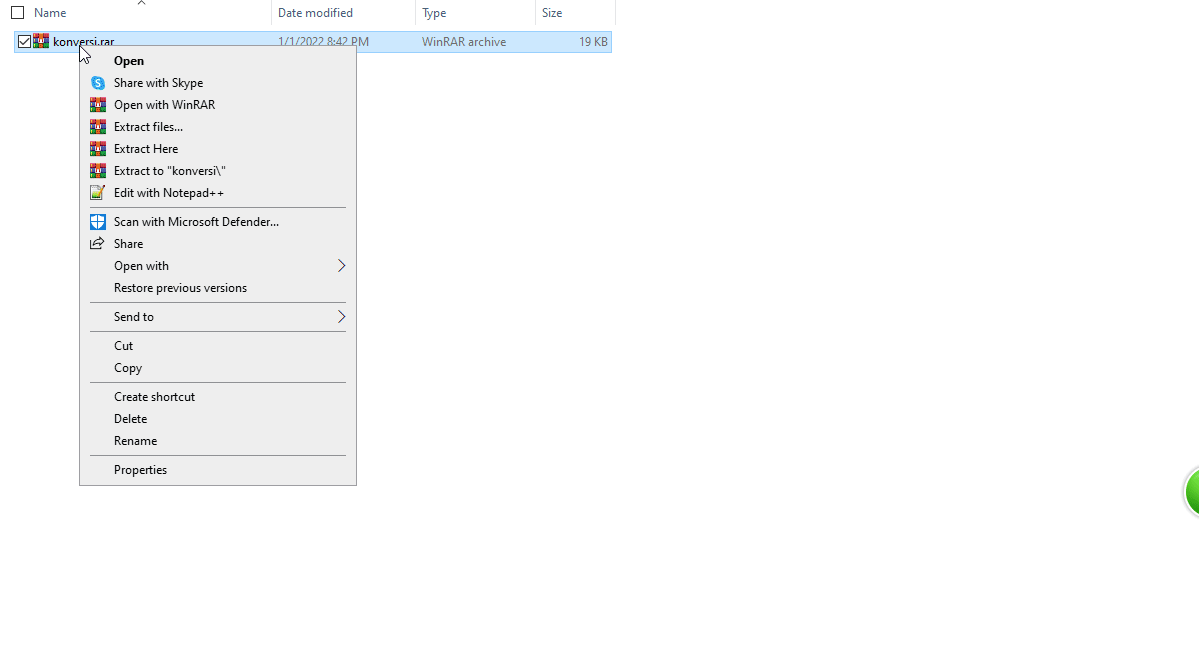 Name Date modified Type Size
konversi.rar 1/1/2022 8:42 PM WinRAR archive 19 KB
Open
Share with Skype
Open with WinRAR
Extract files...
Extract Here
Extract to "konversi\"
Edit with Notepad++
Scan with Microsoft Defender...
Share
Open with
Restore previous versions
Send to
Cut
Copy
Create shortcut
Delete
Rename
Properties